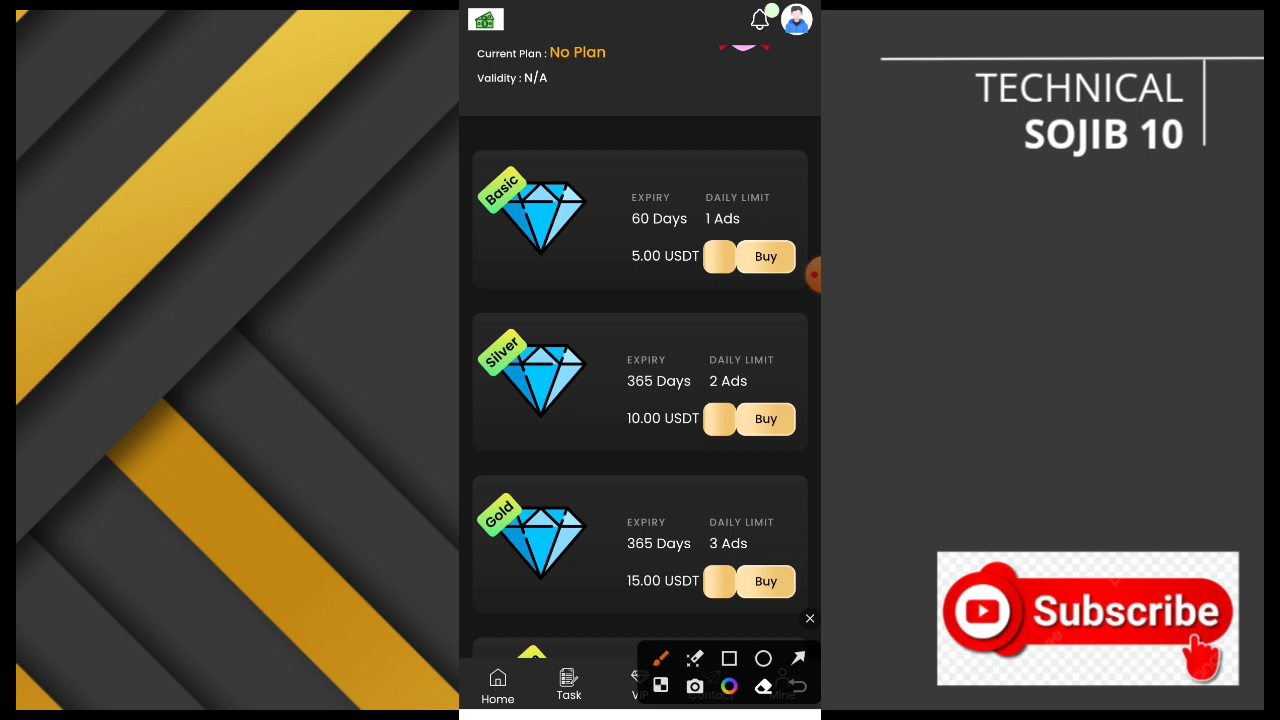 Current Plan : No Plan
Validity : N/A
TECHNICAL
SOJIB 10
Basic
EXPIRY DAILY LIMIT
60 Days 1 Ads
5.00 USDT Buy
Silver
EXPIRY DAILY LIMIT
365 Days 2 Ads
10.00 USDT Buy
Gold
EXPIRY DAILY LIMIT
365 Days 3 Ads
15.00 USDT Buy
Subscribe
Home Task Contact Mine